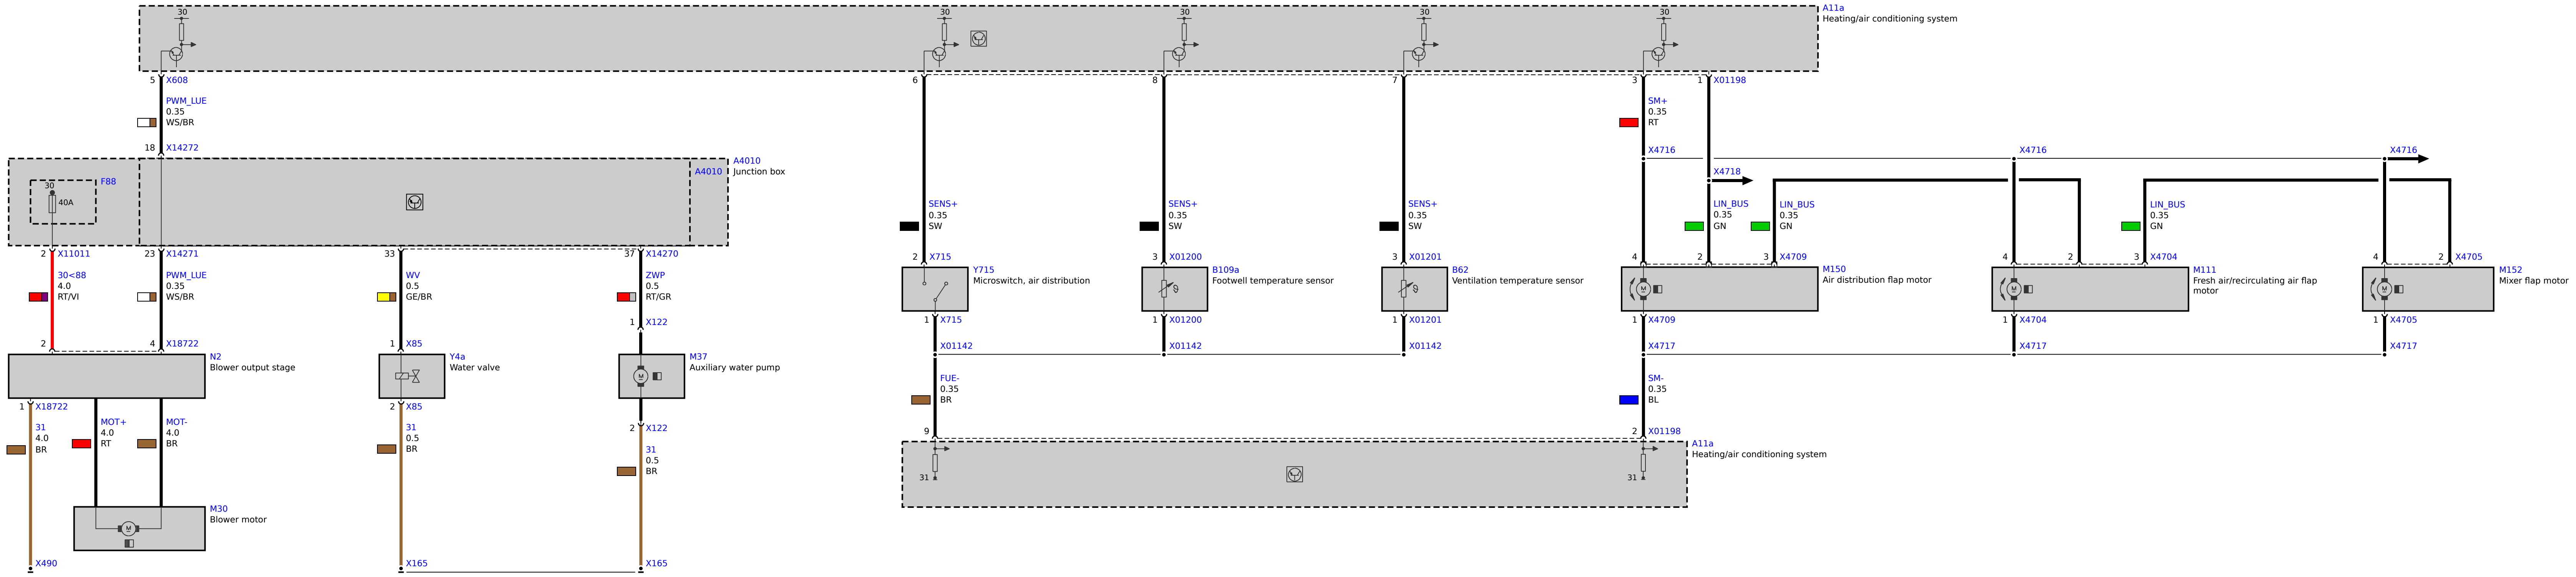 30
30
30
30
30
A11a
Heating/air conditioning system
5 X608
6
8
7
3
1 X01198
PWM_LUE
0.35
WS/BR
SM+
0.35
RT
18 X14272
X4716
X4716
X4716
A4010
Junction box
A4010
F88
30
40A
X4718
SENS+
0.35
SW
SENS+
0.35
SW
SENS+
0.35
SW
LIN_BUS
0.35
GN
LIN_BUS
0.35
GN
LIN_BUS
0.35
GN
2 X11011
23 X14271
33
37 X14270
2 X715
3 X01200
3 X01201
4
2
3 X4709
4
2
3 X4704
4
2 X4705
30<88
4.0
RT/VI
PWM_LUE
0.35
WS/BR
WV
0.5
GE/BR
ZWP
0.5
RT/GR
Y715
Microswitch, air distribution
B109a
Footwell temperature sensor
B62
Ventilation temperature sensor
M
M150
Air distribution flap motor
M
M111
Fresh air/recirculating air flap
motor
M
M152
Mixer flap motor
1 X122
1 X715
1 X01200
1 X01201
1 X4709
1 X4704
1 X4705
2
4 X18722
1 X85
X01142
X01142
X01142
X4717
X4717
X4717
N2
Blower output stage
Y4a
Water valve
M
M37
Auxiliary water pump
FUE-
0.35
BR
SM-
0.35
BL
1 X18722
2 X85
2 X122
9
2 X01198
31
4.0
BR
MOT+
4.0
RT
MOT-
4.0
BR
31
0.5
BR
31
0.5
BR
31
31
A11a
Heating/air conditioning system
M
M30
Blower motor
X490
X165
X165